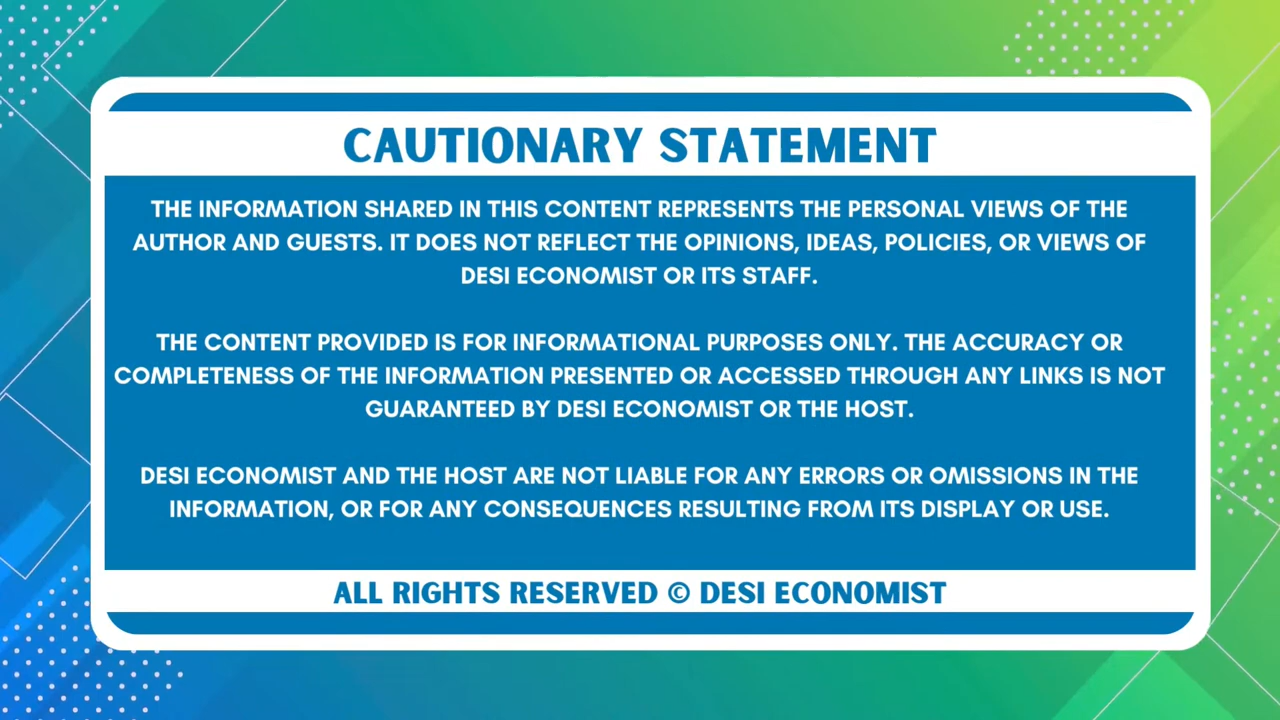 CAUTIONARY STATEMENT
THE INFORMATION SHARED IN THIS CONTENT REPRESENTS THE PERSONAL VIEWS OF THE
AUTHOR AND GUESTS. IT DOES NOT REFLECT THE OPINIONS, IDEAS, POLICIES, OR VIEWS OF
DESI ECONOMIST OR ITS STAFF.
THE CONTENT PROVIDED IS FOR INFORMATIONAL PURPOSES ONLY. THE ACCURACY OR
COMPLETENESS OF THE INFORMATION PRESENTED OR ACCESSED THROUGH ANY LINKS IS NOT
GUARANTEED BY DESI ECONOMIST OR THE HOST.
DESI ECONOMIST AND THE HOST ARE NOT LIABLE FOR ANY ERRORS OR OMISSIONS IN THE
INFORMATION, OR FOR ANY CONSEQUENCES RESULTING FROM ITS DISPLAY OR USE.
ALL RIGHTS RESERVED © DESI ECONOMIST